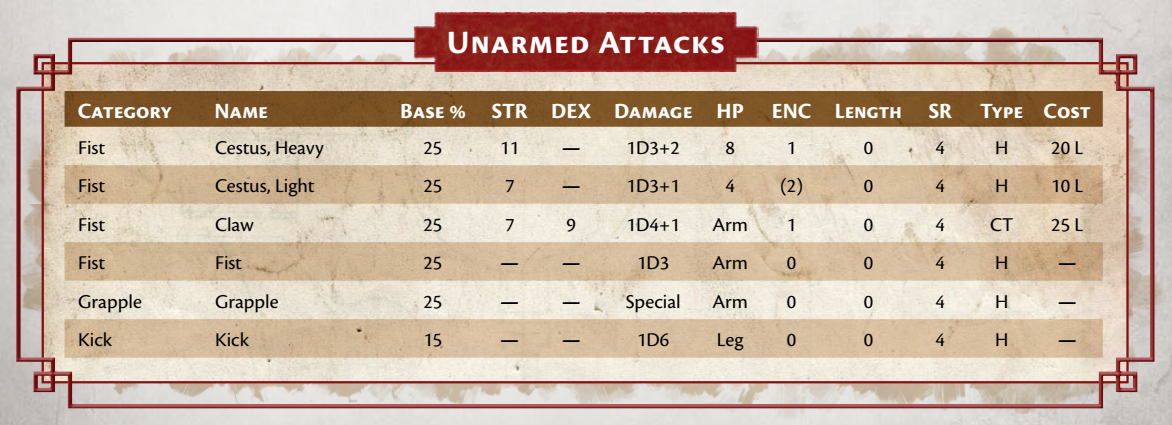 UNARMED ATTACKS
CATEGORY NAME BASE % STR DEX DAMAGE HP ENC LENGTH SR TYPE COST
Fist Cestus, Heavy 25 11 — 1D3+2 8 1 0 4 H 20 L
Fist Cestus, Light 25 7 — 1D3+1 4 (2) 0 4 H 10 L
Fist Claw 25 7 9 1D4+1 Arm 1 0 4 CT 25 L
Fist Fist 25 — — 1D3 Arm 0 0 4 H —
Grapple Grapple 25 — — Special Arm 0 0 4 H —
Kick Kick 15 — — 1D6 Leg 0 0 4 H —